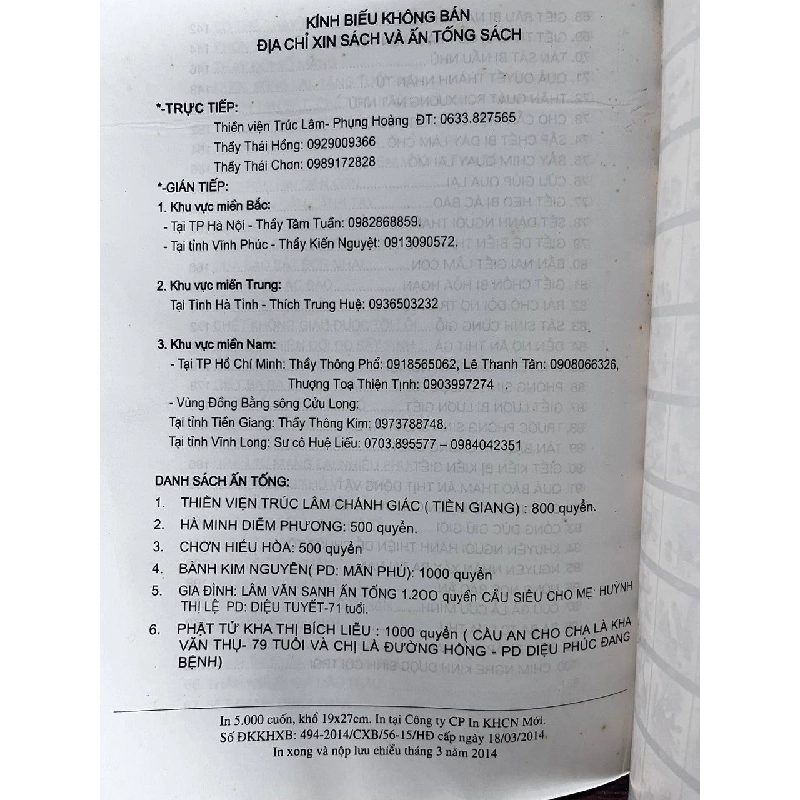 KÍNH BIẾU KHÔNG BÁN
ĐỊA CHỈ XIN SÁCH VÀ ẤN TỐNG SÁCH
*-TRỰC TIẾP:
Thiền viện Trúc Lâm- Phụng Hoàng ĐT: 0633.827565
Thầy Thái Hồng: 0929009366
Thầy Thái Chơn: 0989172828
*-GIÁN TIẾP:
1. Khu vực miền Bắc:
- Tại TP Hà Nội - Thầy Tâm Tuấn: 0982868859.
- Tại tỉnh Vĩnh Phúc - Thầy Kiến Nguyệt: 0913090572.
2. Khu vực miền Trung:
Tại Tỉnh Hà Tĩnh - Thích Trung Huệ: 0936503232
3. Khu vực miền Nam:
- Tại TP Hồ Chí Minh: Thầy Thông Phổ: 0918565062, Lê Thanh Tân: 0908066326,
Thượng Toạ Thiện Tịnh: 0903997274
- Vùng Đồng Bằng sông Cửu Long:
Tại tỉnh Tiền Giang: Thầy Thông Kim: 0973788748.
Tại tỉnh Vĩnh Long: Sư cô Huệ Liễu: 0703.895577 – 0984042351
DANH SÁCH ẤN TỐNG:
1. THIỀN VIỆN TRÚC LÂM CHÁNH GIÁC ( TIỀN GIANG) : 800 quyển.
2. HÀ MINH DIỄM PHƯƠNG: 500 quyển.
3. CHƠN HIẾU HÒA: 500 quyển
4. BÀNH KIM NGUYÊN( PD: MÃN PHÚ): 1000 quyển
5. GIA ĐÌNH: LÂM VĂN SANH ẤN TỐNG 1.200 quyển CẦU SIÊU CHO MẸ HUỲNH
THỊ LỆ PD: DIỆU TUYẾT-71 tuổi.
6. PHẬT TỬ KHA THỊ BÍCH LIỄU : 1000 quyển ( CẦU AN CHO CHA LÀ KHA
VĂN THỤ- 79 TUỔI VÀ CHỊ LÀ ĐƯỜNG HỒNG - PD DIỆU PHÚC ĐANG
BỆNH)
In 5.000 cuốn, khổ 19x27cm. In tại Công ty CP In KHCN Mới.
Số ĐKKHXB: 494-2014/CXB/56-15/HĐ cấp ngày 18/03/2014.
In xong và nộp lưu chiểu tháng 3 năm 2014